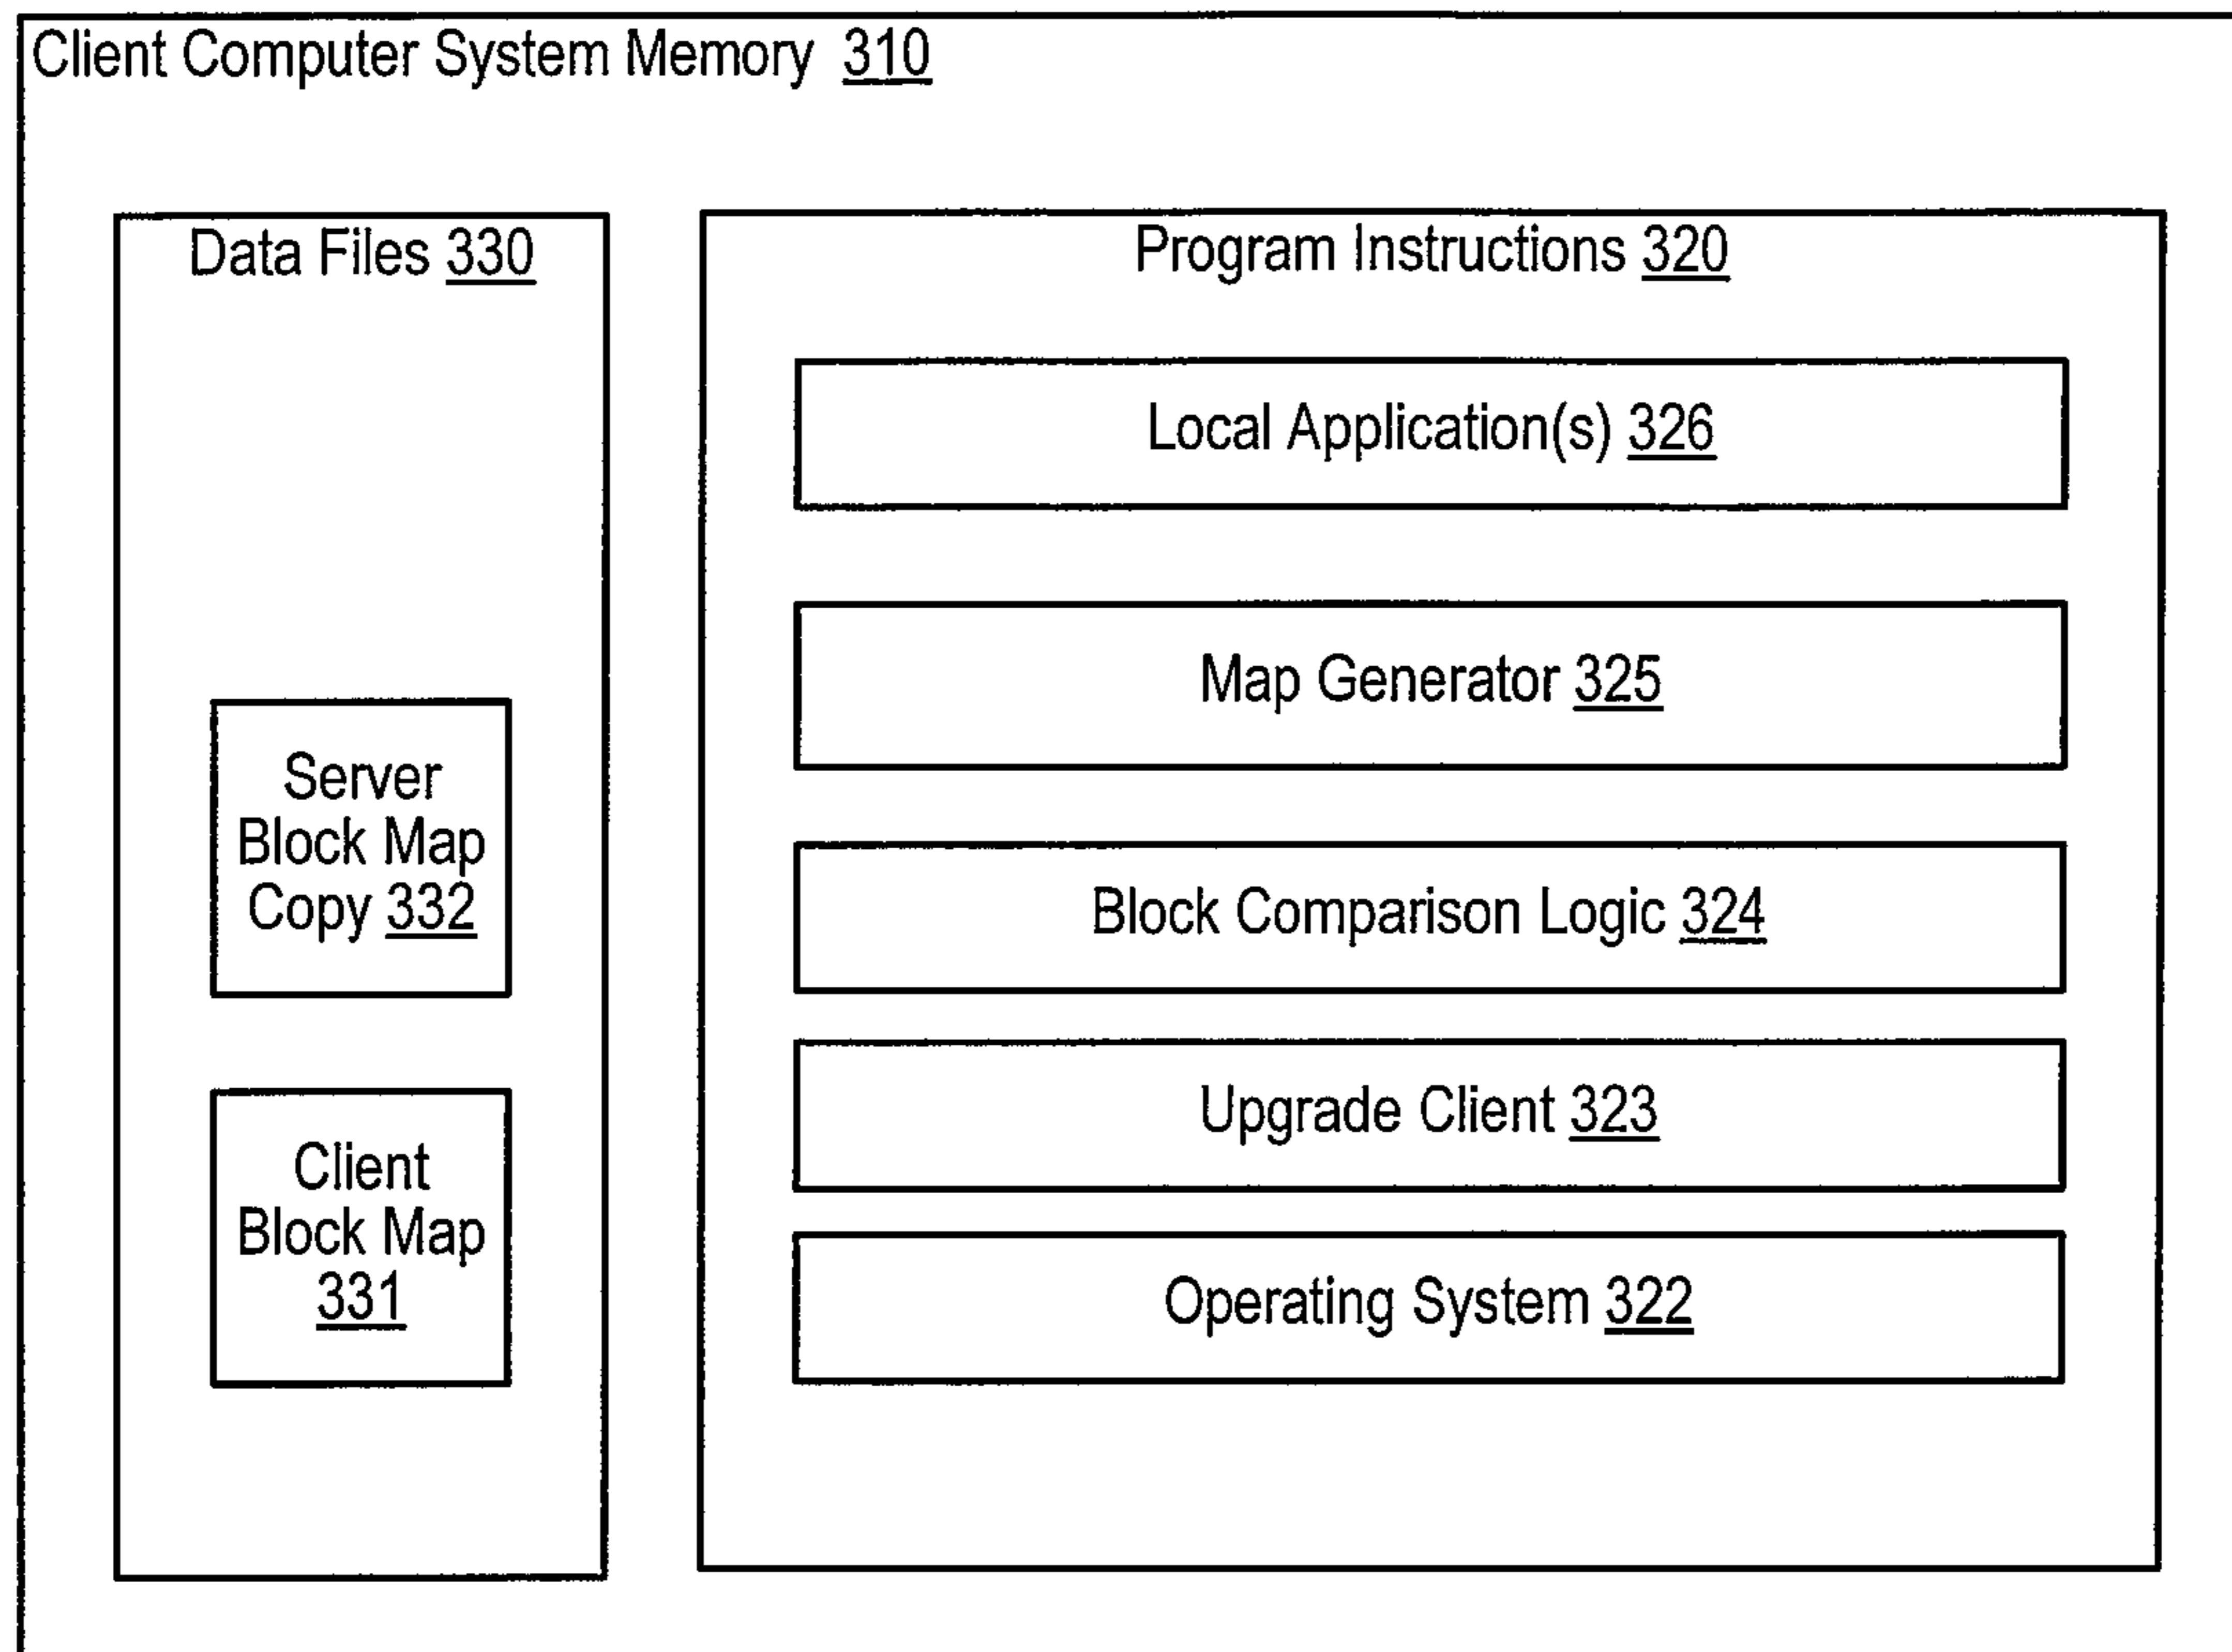 Client Computer System Memory 310
Data Files 330
Server
Block Map
Copy 332
Client
Block Map
331
Program Instructions 320
Local Application(s) 326
Map Generator 325
Block Comparison Logic 324
Upgrade Client 323
Operating System 322